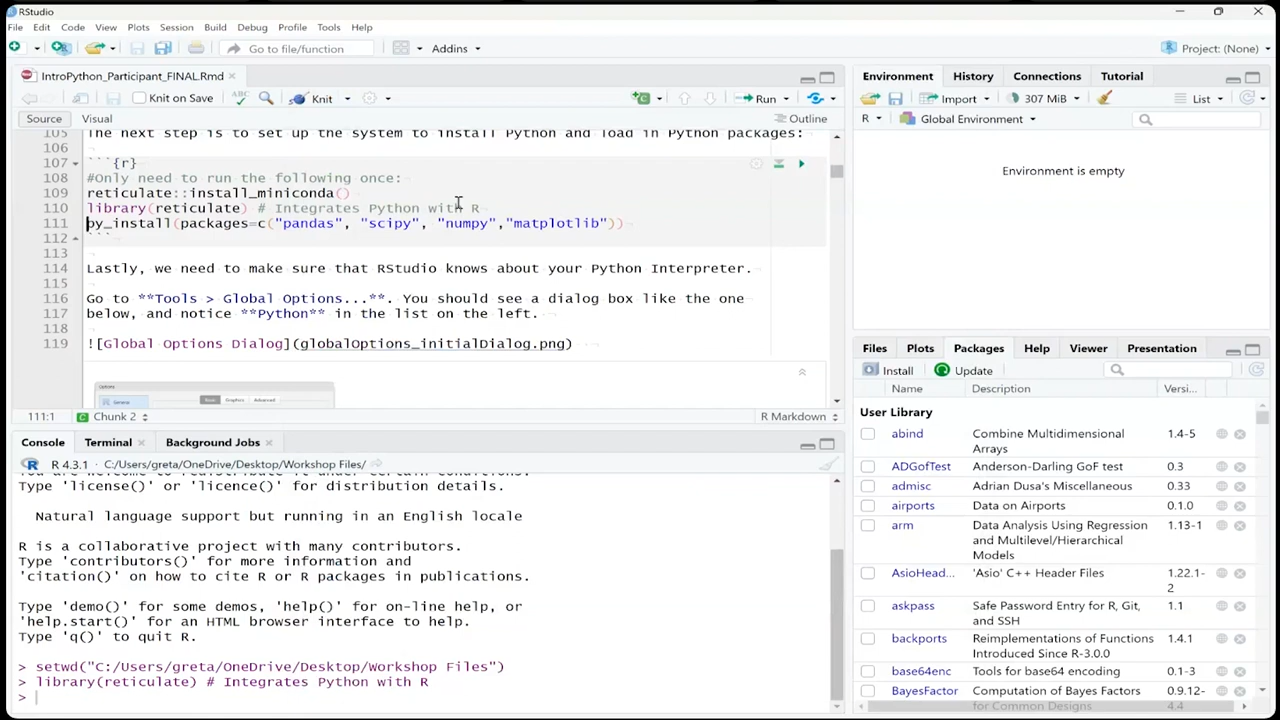 RStudio
File Edit Code View Plots Session Build Debug Profile Tools Help
Go to file/function Addins Project: (None)
IntroPython_Participant_FINAL.Rmd
Knit on Save Knit Run
Source Visual Outline
105 The next step is to set up the system to install Python and load in Python packages:
106
107 ```{r}
108 #Only need to run the following once:
109 reticulate::install_miniconda()
110 library(reticulate) # Integrates Python with R
111 py_install(packages=c("pandas", "scipy", "numpy","matplotlib"))
112 ```
113
114 Lastly, we need to make sure that RStudio knows about your Python Interpreter.
115
116 Go to **Tools > Global Options...**. You should see a dialog box like the one
117 below, and notice **Python** in the list on the left.
118
119 ![Global Options Dialog](globalOptions_initialDialog.png)
111:1 Chunk 2 R Markdown
Console Terminal Background Jobs
R 4.3.1 · C:/Users/greta/OneDrive/Desktop/Workshop Files/
Type 'license()' or 'licence()' for distribution details.
Natural language support but running in an English locale
R is a collaborative project with many contributors.
Type 'contributors()' for more information and
'citation()' on how to cite R or R packages in publications.
Type 'demo()' for some demos, 'help()' for on-line help, or
'help.start()' for an HTML browser interface to help.
Type 'q()' to quit R.
> setwd("C:/Users/greta/OneDrive/Desktop/Workshop Files")
> library(reticulate) # Integrates Python with R
>
Environment History Connections Tutorial
Import 307 MiB List
R Global Environment
Environment is empty
Files Plots Packages Help Viewer Presentation
Install Update
Name Description Versi...
User Library
abind Combine Multidimensional Arrays 1.4-5
ADGofTest Anderson-Darling GoF test 0.3
admisc Adrian Dusa's Miscellaneous 0.33
airports Data on Airports 0.1.0
arm Data Analysis Using Regression and Multilevel/Hierarchical Models 1.13-1
AsioHead... 'Asio' C++ Header Files 1.22.1-2
askpass Safe Password Entry for R, Git, and SSH 1.1
backports Reimplementations of Functions Introduced Since R-3.0.0 1.4.1
base64enc Tools for base64 encoding 0.1-3
BayesFactor Computation of Bayes Factors for Common Designs 0.9.12-4.4